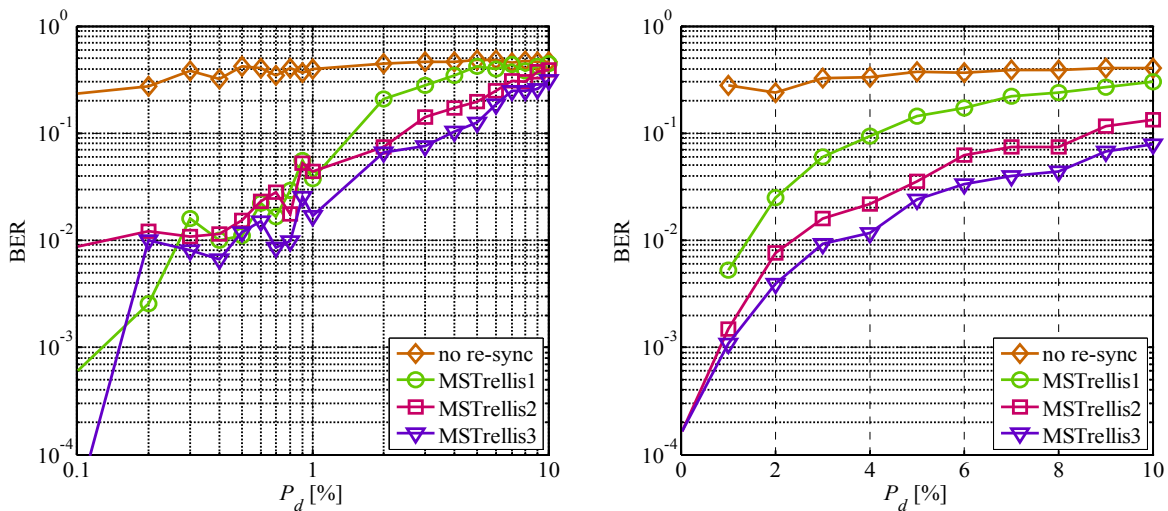 10^0
10^-1
10^-2
10^-3
10^-4
BER
0.1
1
10
P_d [%]
no re-sync
MSTrellis1
MSTrellis2
MSTrellis3
10^0
10^-1
10^-2
10^-3
10^-4
BER
0
2
4
6
8
10
P_d [%]
no re-sync
MSTrellis1
MSTrellis2
MSTrellis3